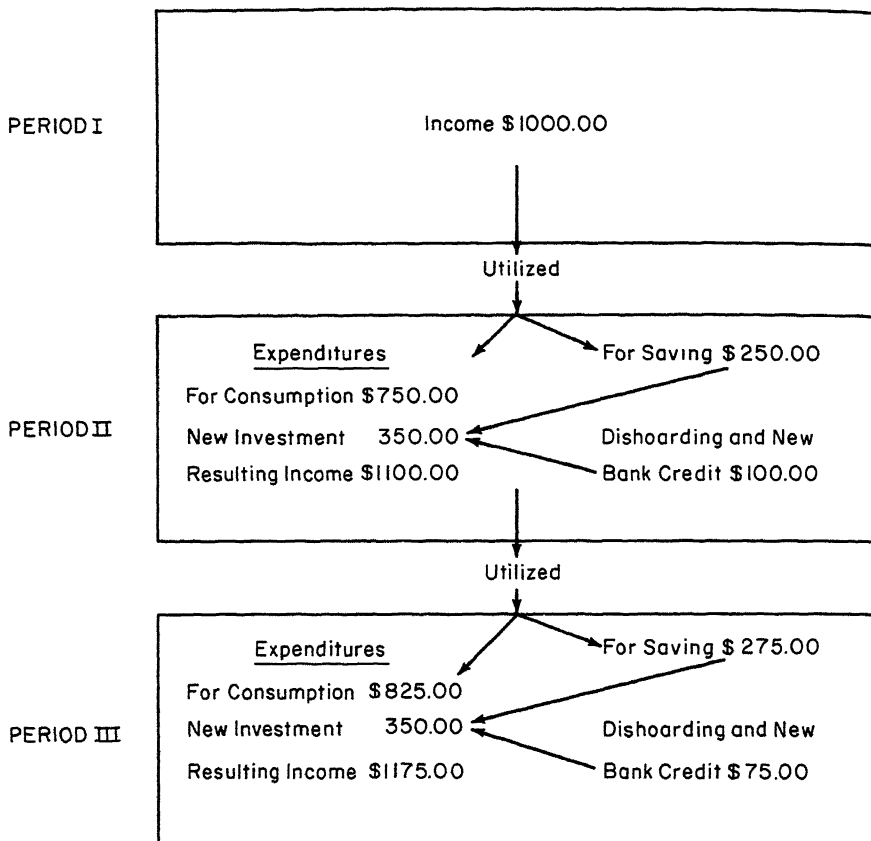 PERIOD I
Income $1000.00
Utilized
PERIOD II
Expenditures
For Saving $250.00
For Consumption $750.00
New Investment 350.00
Dishoarding and New
Resulting Income $1100.00
Bank Credit $100.00
Utilized
PERIOD III
Expenditures
For Saving $275.00
For Consumption $825.00
New Investment 350.00
Dishoarding and New
Resulting Income $1175.00
Bank Credit $75.00